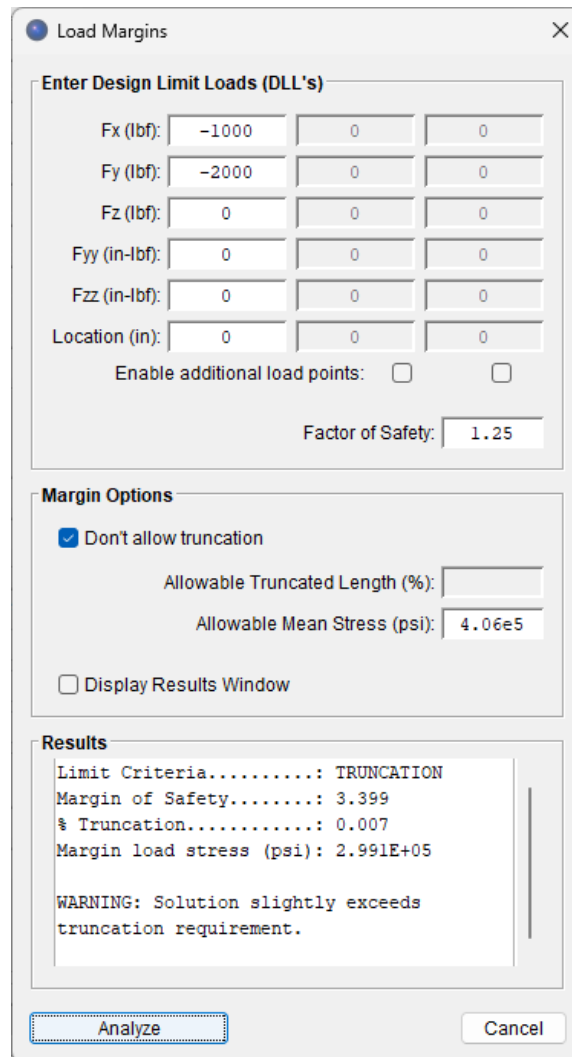 Load Margins
Enter Design Limit Loads (DLL's)
Fx (lbf): -1000 0 0
Fy (lbf): -2000 0 0
Fz (lbf): 0 0 0
Fyy (in-lbf): 0 0 0
Fzz (in-lbf): 0 0 0
Location (in): 0 0 0
Enable additional load points:
Factor of Safety: 1.25
Margin Options
Don't allow truncation
Allowable Truncated Length (%):
Allowable Mean Stress (psi): 4.06e5
Display Results Window
Results
Limit Criteria..........: TRUNCATION
Margin of Safety........: 3.399
% Truncation............: 0.007
Margin load stress (psi): 2.991E+05
WARNING: Solution slightly exceeds
truncation requirement.
Analyze Cancel